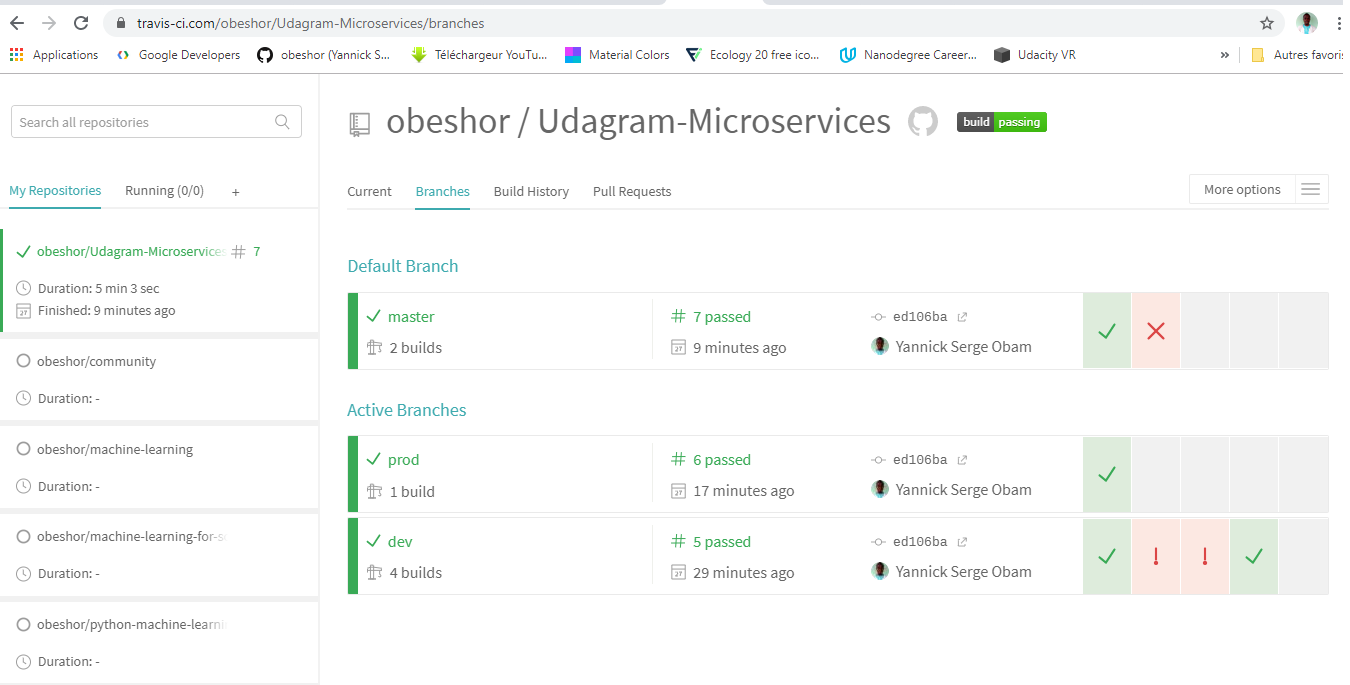 travis-ci.com/obeshor/Udagram-Microservices/branches
Applications
Google Developers
obeshor (Yannick S...
Téléchargeur YouTu...
Material Colors
Ecology 20 free ico...
Nanodegree Career...
Udacity VR
»
Autres favoris
Search all repositories
My Repositories
Running (0/0)
+
obeshor/Udagram-Microservices
# 7
Duration: 5 min 3 sec
27 Finished: 9 minutes ago
obeshor/community
Duration: -
obeshor/machine-learning
Duration: -
obeshor/machine-learning-for-s
Duration: -
obeshor/python-machine-learni
Duration: -
obeshor / Udagram-Microservices
build passing
Current
Branches
Build History
Pull Requests
More options
Default Branch
master
# 7 passed
ed106ba
2 builds
27 9 minutes ago
Yannick Serge Obam
Active Branches
prod
# 6 passed
ed106ba
1 build
27 17 minutes ago
Yannick Serge Obam
dev
# 5 passed
ed106ba
! !
4 builds
27 29 minutes ago
Yannick Serge Obam